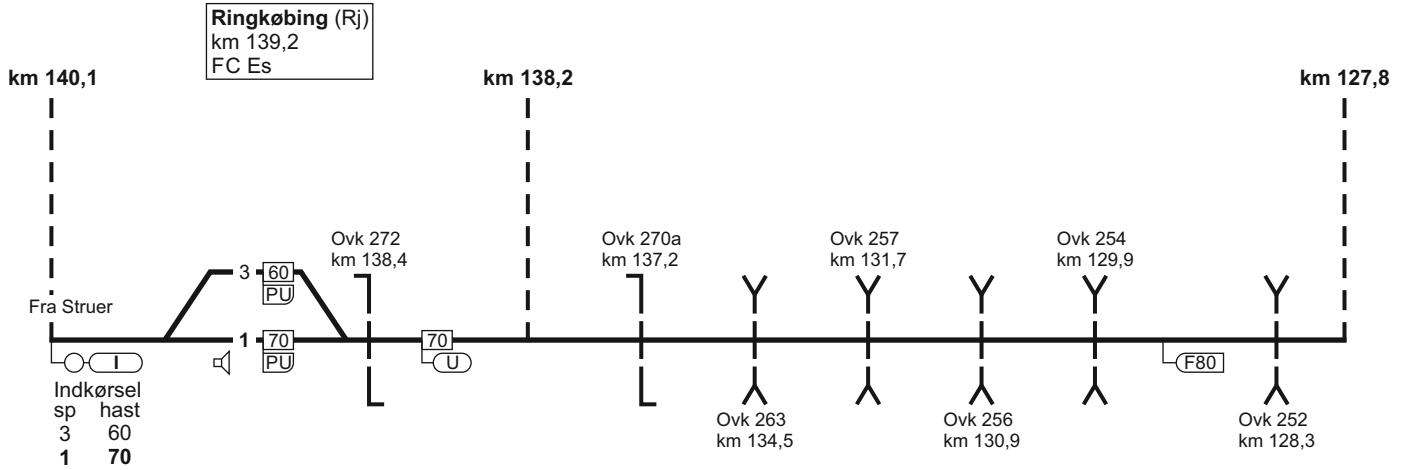 Ringkøbing (Rj)
km 139,2
FC Es
km 140,1
km 138,2
km 127,8
Ovk 272
km 138,4
Ovk 270a
km 137,2
Ovk 257
km 131,7
Ovk 254
km 129,9
3 60
PU
Fra Struer
1 70
PU
70
U
I
F80
Indkørsel
sp hast
3 60
1 70
Ovk 263
km 134,5
Ovk 256
km 130,9
Ovk 252
km 128,3